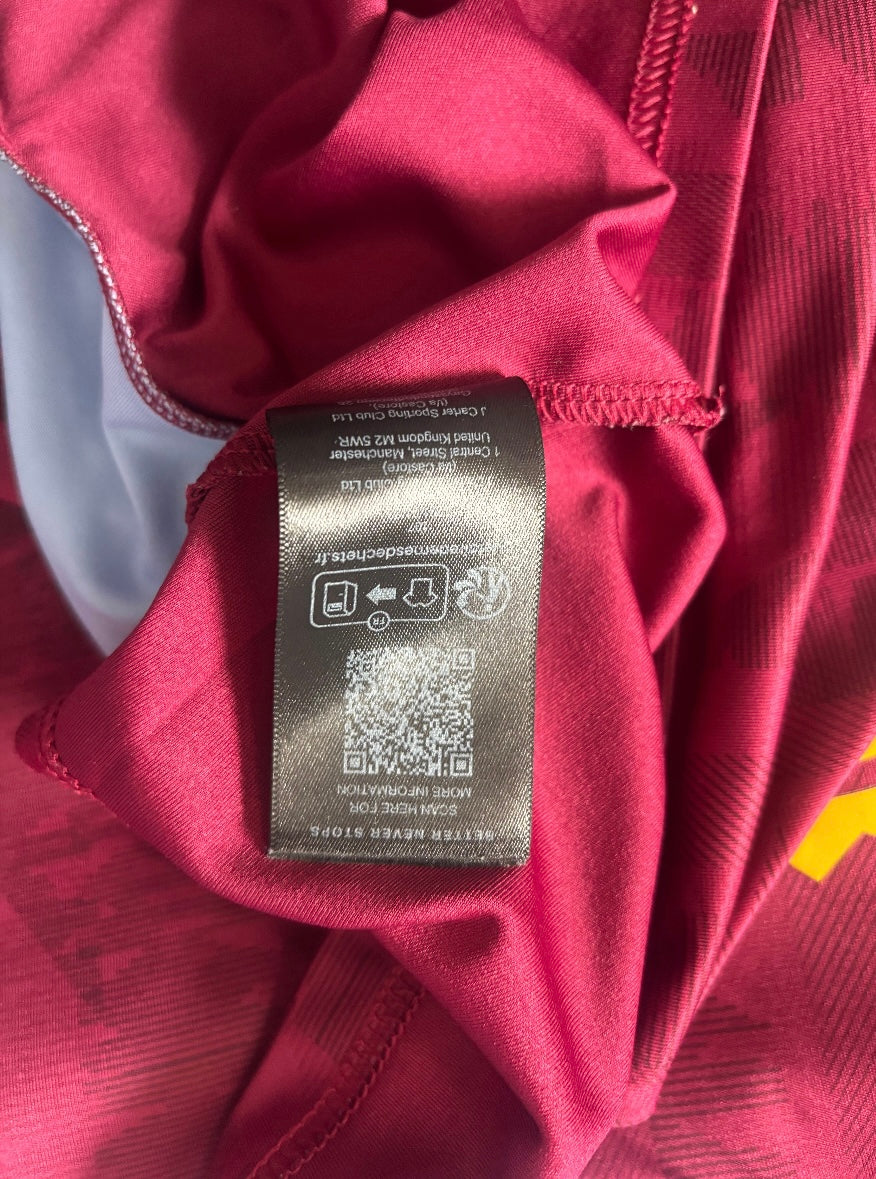 BETTER NEVER STOPS
SCAN HERE FOR
MORE INFORMATION
FR
Club Ltd
(t/a Castore)
1 Central Street, Manchester
United Kingdom M2 5WR.
J Carter Sporting Club Ltd
(t/a Castore),